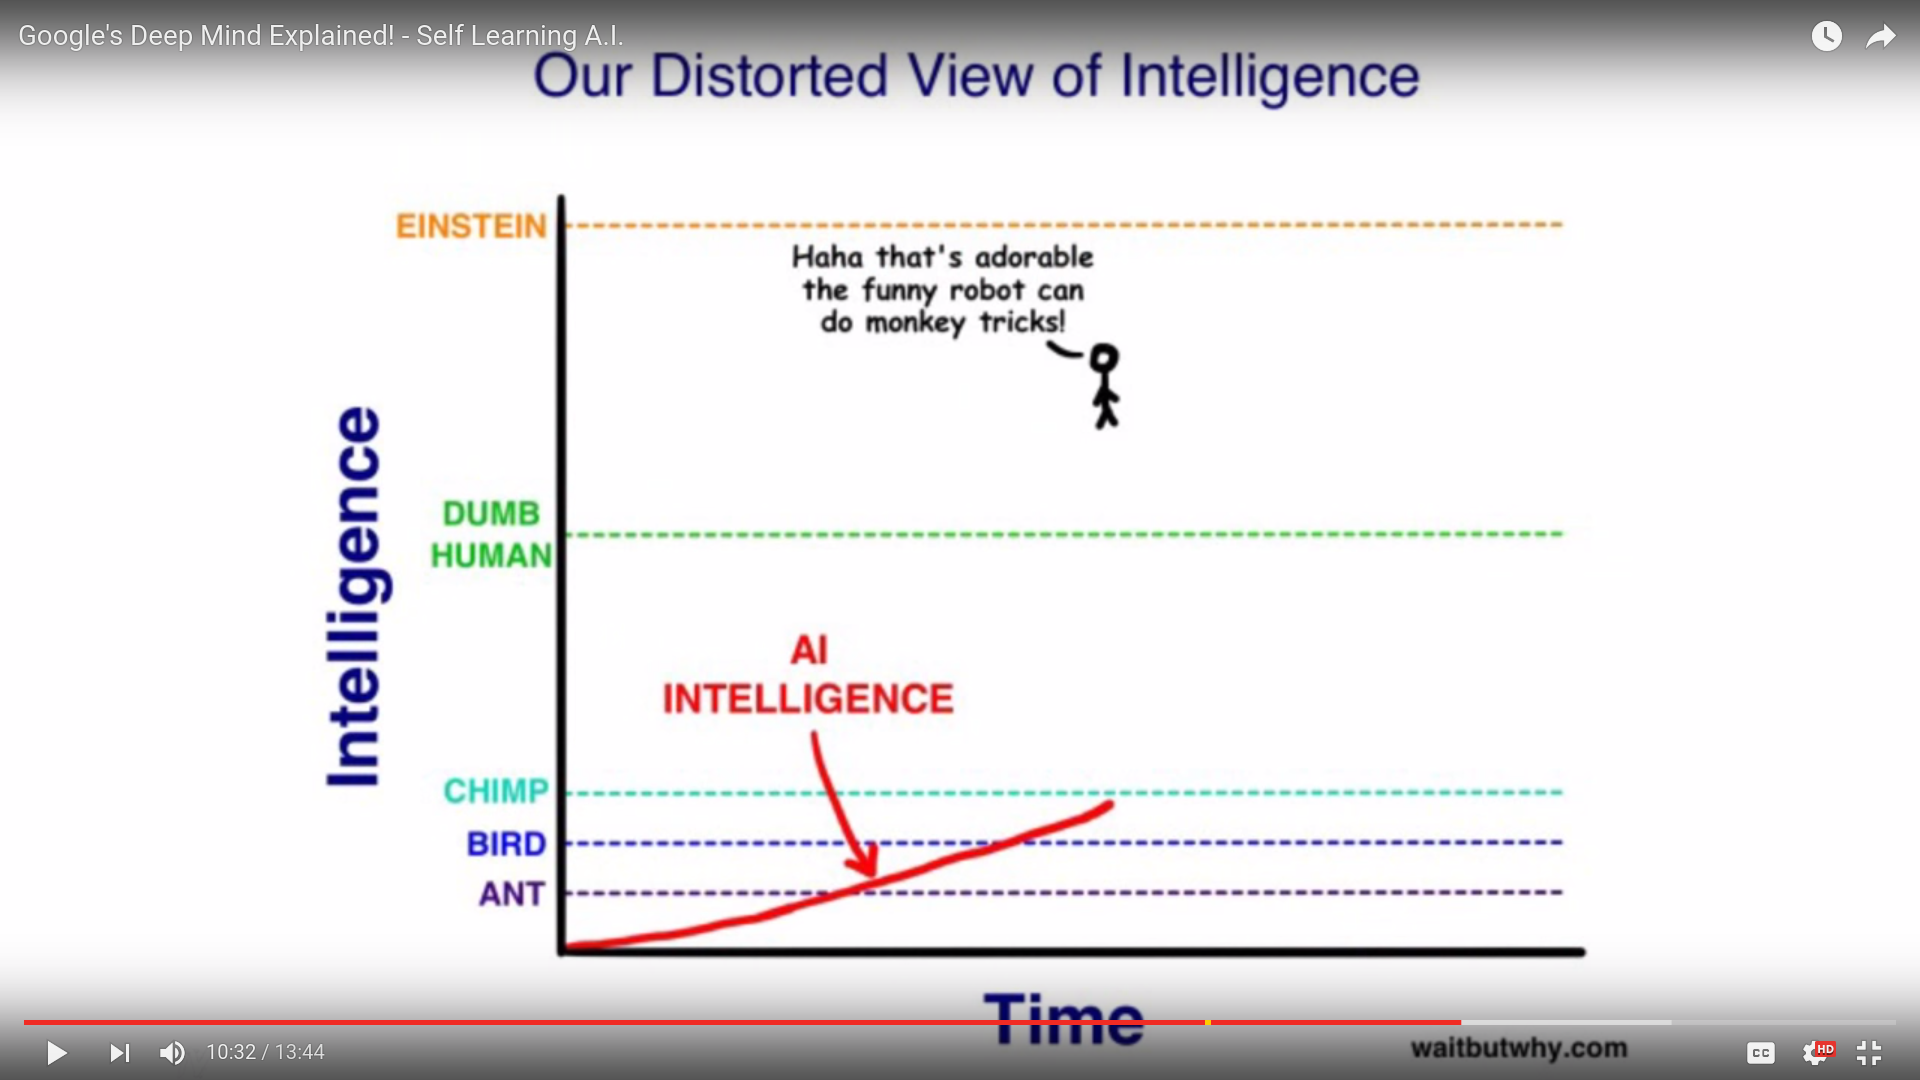 Google's Deep Mind Explained! - Self Learning A.I.
Our Distorted View of Intelligence
EINSTEIN
Haha that's adorable
the funny robot can
do monkey tricks!
DUMB
HUMAN
Intelligence
AI
INTELLIGENCE
CHIMP
BIRD
ANT
Time
10:32 / 13:44
waitbutwhy.com
CC
HD